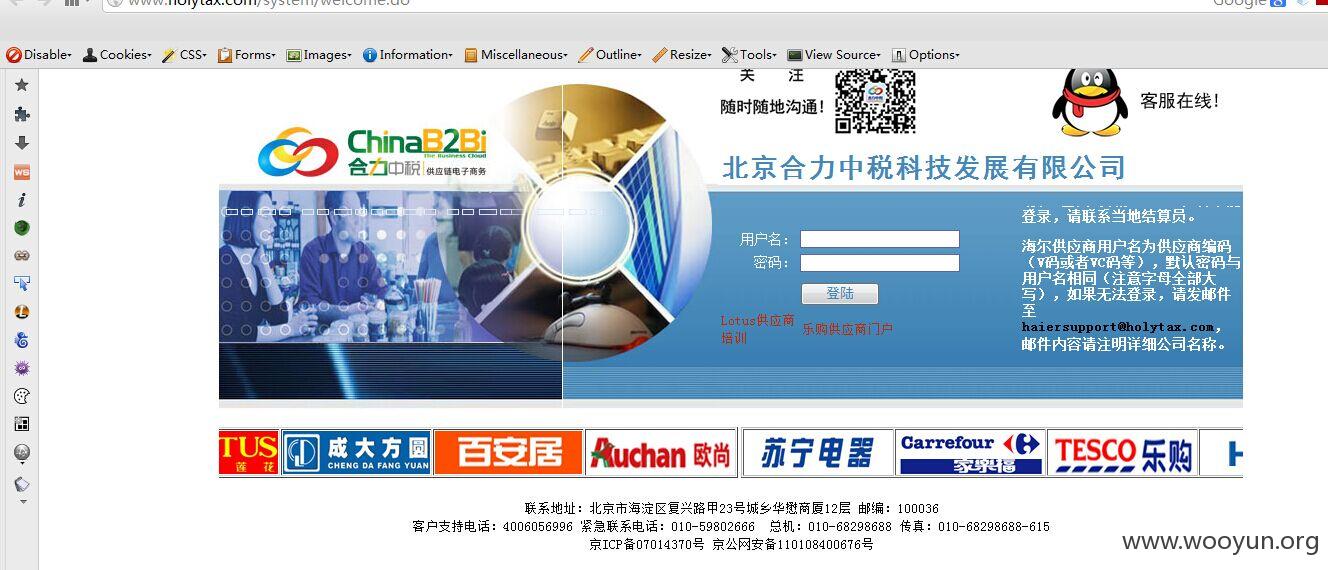 www.holytax.com/system/welcome.do
Google
Disable Cookies CSS Forms Images Information Miscellaneous Outline Resize Tools View Source Options
关 注
随时随地沟通！
客服在线！
ChinaB2Bi
The Business Cloud
合力中税 供应链电子商务
北京合力中税科技发展有限公司
用户名：
密码：
登陆
Lotus供应商
培训
乐购供应商门户
登录，请联系当地结算员。
海尔供应商用户名为供应商编码
（V码或者VC码等），默认密码与
用户名相同（注意字母全部大
写），如果无法登录，请发邮件
至
haiersupport@holytax.com，
邮件内容请注明详细公司名称。
TUS
莲 花
成大方圆
CHENG DA FANG YUAN
百安居
Auchan 欧尚
苏宁电器
Carrefour
家樂福
TESCO 乐购
联系地址：北京市海淀区复兴路甲23号城乡华懋商厦12层 邮编：100036
客户支持电话：4006056996 紧急联系电话：010-59802666 总机：010-68298688 传真：010-68298688-615
京ICP备07014370号 京公网安备110108400676号
www.wooyun.org